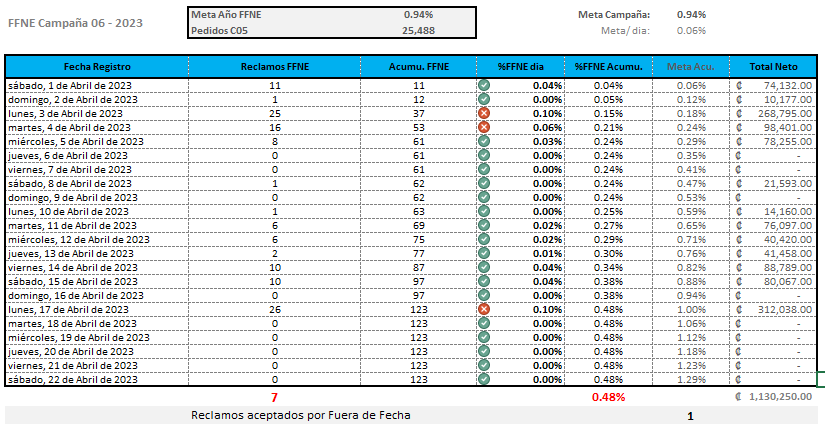 FFNE Campaña 06 - 2023
Meta Año FFNE 0.94% Meta Campaña: 0.94%
Pedidos C05 25,488 Meta/ dia: 0.06%
Fecha Registro Reclamos FFNE Acumu. FFNE %FFNE dia %FFNE Acumu. Meta Acu. Total Neto
sábado, 1 de Abril de 2023 11 11 0.04% 0.04% 0.06% ₡ 74,132.00
domingo, 2 de Abril de 2023 1 12 0.00% 0.05% 0.12% ₡ 10,177.00
lunes, 3 de Abril de 2023 25 37 0.10% 0.15% 0.18% ₡ 268,795.00
martes, 4 de Abril de 2023 16 53 0.06% 0.21% 0.24% ₡ 98,401.00
miércoles, 5 de Abril de 2023 8 61 0.03% 0.24% 0.29% ₡ 78,255.00
jueves, 6 de Abril de 2023 0 61 0.00% 0.24% 0.35% ₡ -
viernes, 7 de Abril de 2023 0 61 0.00% 0.24% 0.41% ₡ -
sábado, 8 de Abril de 2023 1 62 0.00% 0.24% 0.47% ₡ 21,593.00
domingo, 9 de Abril de 2023 0 62 0.00% 0.24% 0.53% ₡ -
lunes, 10 de Abril de 2023 1 63 0.00% 0.25% 0.59% ₡ 14,160.00
martes, 11 de Abril de 2023 6 69 0.02% 0.27% 0.65% ₡ 76,097.00
miércoles, 12 de Abril de 2023 6 75 0.02% 0.29% 0.71% ₡ 40,420.00
jueves, 13 de Abril de 2023 2 77 0.01% 0.30% 0.76% ₡ 41,458.00
viernes, 14 de Abril de 2023 10 87 0.04% 0.34% 0.82% ₡ 88,789.00
sábado, 15 de Abril de 2023 10 97 0.04% 0.38% 0.88% ₡ 80,067.00
domingo, 16 de Abril de 2023 0 97 0.00% 0.38% 0.94% ₡ -
lunes, 17 de Abril de 2023 26 123 0.10% 0.48% 1.00% ₡ 312,038.00
martes, 18 de Abril de 2023 0 123 0.00% 0.48% 1.06% ₡ -
miércoles, 19 de Abril de 2023 0 123 0.00% 0.48% 1.12% ₡ -
jueves, 20 de Abril de 2023 0 123 0.00% 0.48% 1.18% ₡ -
viernes, 21 de Abril de 2023 0 123 0.00% 0.48% 1.23% ₡ -
sábado, 22 de Abril de 2023 0 123 0.00% 0.48% 1.29% ₡ -
7 0.48% ₡ 1,130,250.00
Reclamos aceptados por Fuera de Fecha 1